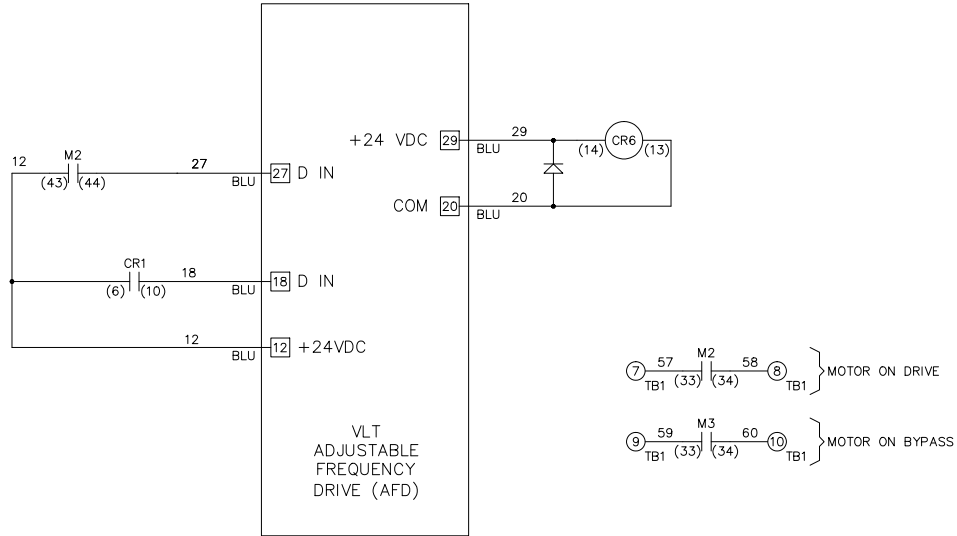 +24 VDC 29 29 BLU (14) CR6 (13)
12 M2 (43) (44) 27 BLU 27 D IN
COM 20 20 BLU
CR1 (6) (10) 18 BLU 18 D IN
12 BLU 12 +24VDC
7 TB1 57 M2 (33) (34) 58 8 TB1 MOTOR ON DRIVE
9 TB1 59 M3 (33) (34) 60 10 TB1 MOTOR ON BYPASS
VLT
ADJUSTABLE
FREQUENCY
DRIVE (AFD)